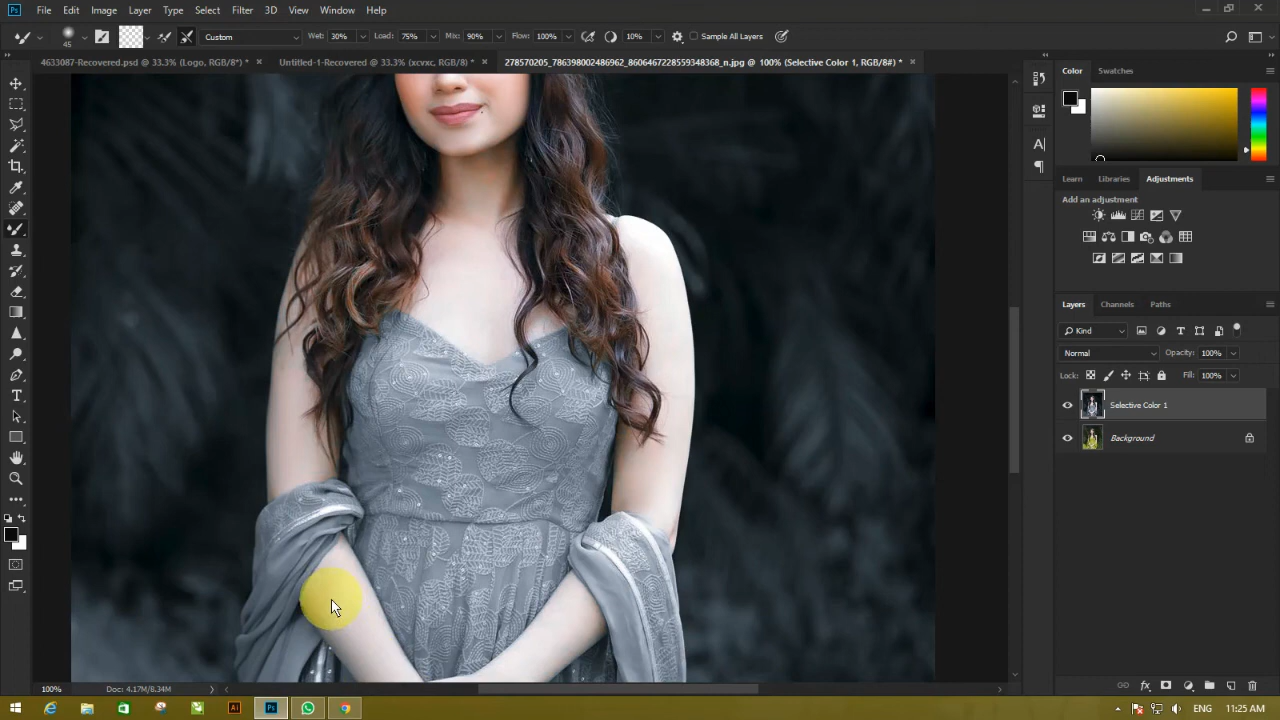 Ps File Edit Image Layer Type Select Filter 3D View Window Help
45 Custom Wet: 30% Load: 75% Mix: 90% Flow: 100% 10% Sample All Layers
4633087-Recovered.psd @ 33.3% (Logo, RGB/8*) * × Untitled-1-Recovered @ 33.3% (xcvxc, RGB/8) * × 278570205_786398002486962_8606467228559348368_n.jpg @ 100% (Selective Color 1, RGB/8#) * ×
Color Swatches
Learn Libraries Adjustments
Add an adjustment
Layers Channels Paths
Kind
Normal Opacity: 100%
Lock: Fill: 100%
Selective Color 1
Background
100% Doc: 4.17M/8.34M
Ai Ps ENG 11:25 AM